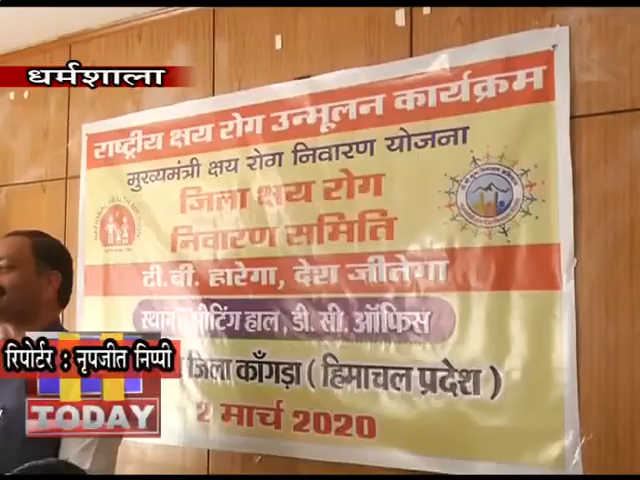 धर्मशाला
राष्ट्रीय क्षय रोग उन्मूलन कार्यक्रम
मुख्यमंत्री क्षय रोग निवारण योजना
जिला क्षय रोग
निवारण समिति
टी.बी. हारेगा, देश जीतेगा
स्थान मीटिंग हाल, डी. सी. ऑफिस
जिला काँगड़ा ( हिमाचल प्रदेश )
2 मार्च 2020
रिपोर्टर : नृपजीत निप्पी
TODAY